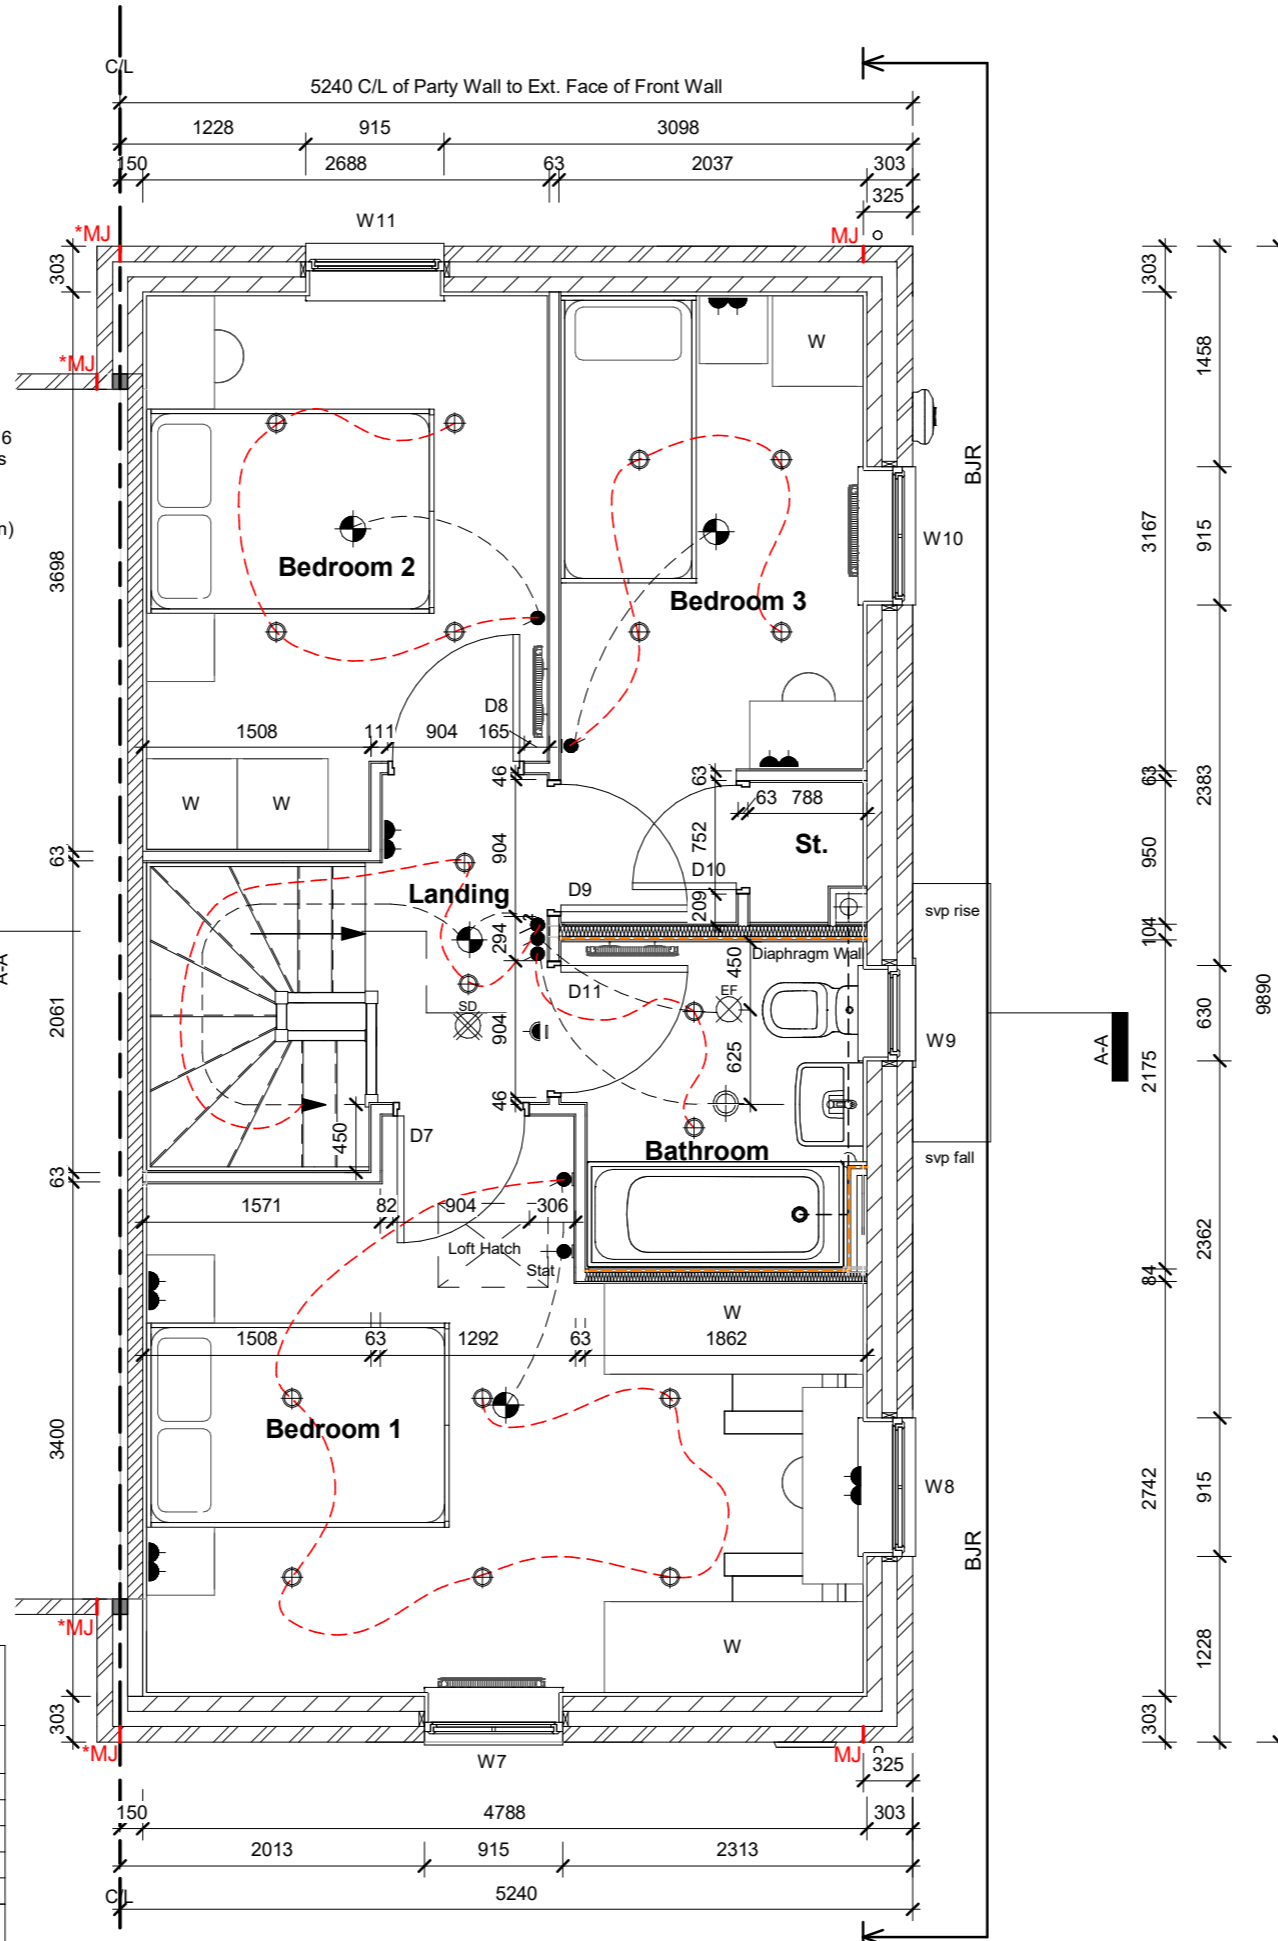 C/L
5240 C/L of Party Wall to Ext. Face of Front Wall
1228 915 3098
150 2688 63 2037 303
325
W11
*MJ MJ
303 303
*MJ
W
1458
6
s
n)
BJR
W10
3167 915
3698
Bedroom 2
Bedroom 3
D8
1508 111 904 165
46 63 63
2383
63 788
W W
904 752 St. 950
63
D10
Landing D9
209
svp rise
2
294 104
A-A
450 Diaphragm Wall
D11
SD EF
2061 904 630 9890
W9
625 A-A 2175
46
450 D7
Bathroom
svp fall
63
1571 82 904 306
2362
Loft Hatch
Stat
84
W
1508 63 1292 63 1862
Bedroom 1
3400
W8
2742 915
BJR
*MJ
W
1228
303 303
*MJ MJ
W7
325
150 4788 303
2013 915 2313
C/L
5240